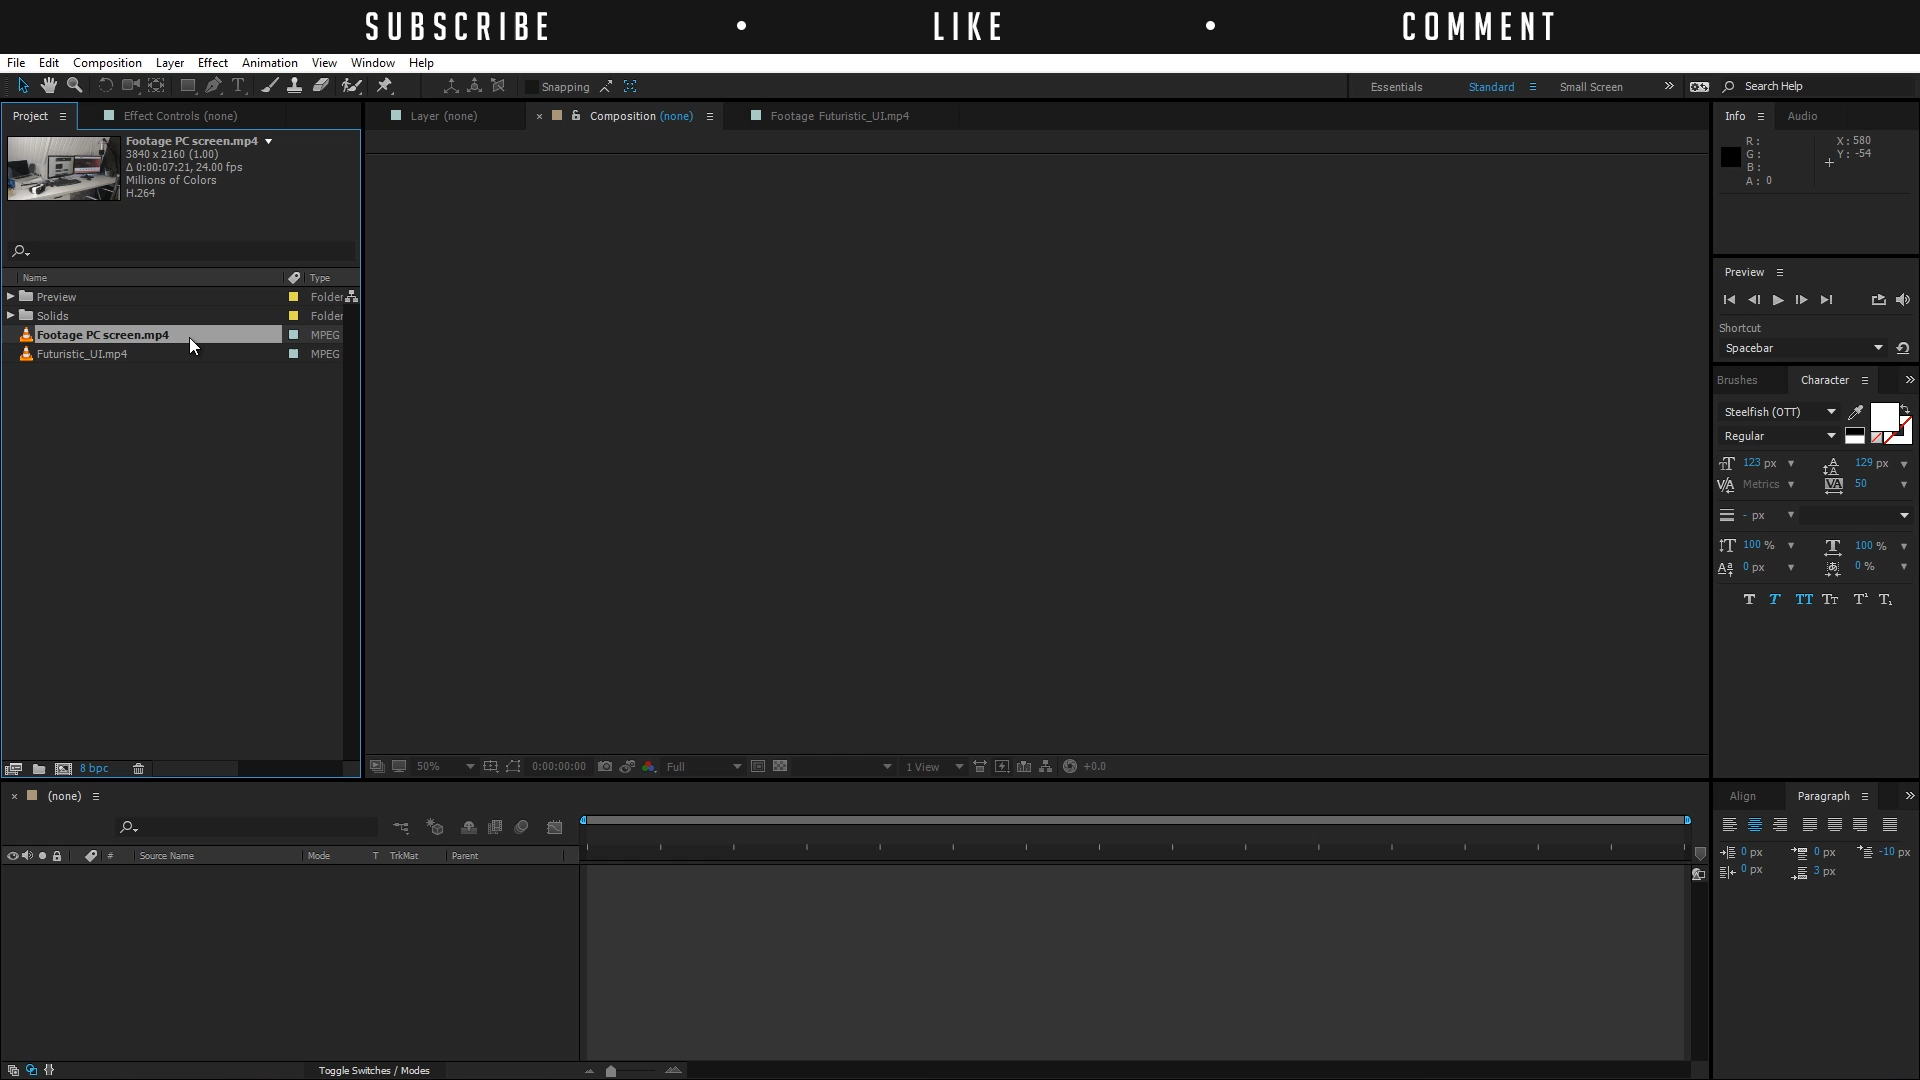 SUBSCRIBE • LIKE • COMMENT
File Edit Composition Layer Effect Animation View Window Help
Snapping
Essentials Standard Small Screen Search Help
Project Effect Controls (none)
Layer (none) Composition (none) Footage Futuristic_UI.mp4
Info Audio
Footage PC screen.mp4
3840 x 2160 (1.00)
Δ 0:00:07:21, 24.00 fps
Millions of Colors
H.264
R:
G:
B:
A: 0
X: 580
Y: -54
Name Type
Preview Folder
Solids Folder
Footage PC screen.mp4 MPEG
Futuristic_UI.mp4 MPEG
Preview
Shortcut
Spacebar
Brushes Character
Steelfish (OTT)
Regular
123 px 129 px
Metrics 50
- px
100 % 100 %
0 px 0 %
T T TT TT T¹ T₁
8 bpc
50% 0:00:00:00 Full 1 View +0.0
(none)
# Source Name Mode T TrkMat Parent
Toggle Switches / Modes
Align Paragraph
0 px 0 px -10 px
0 px 3 px